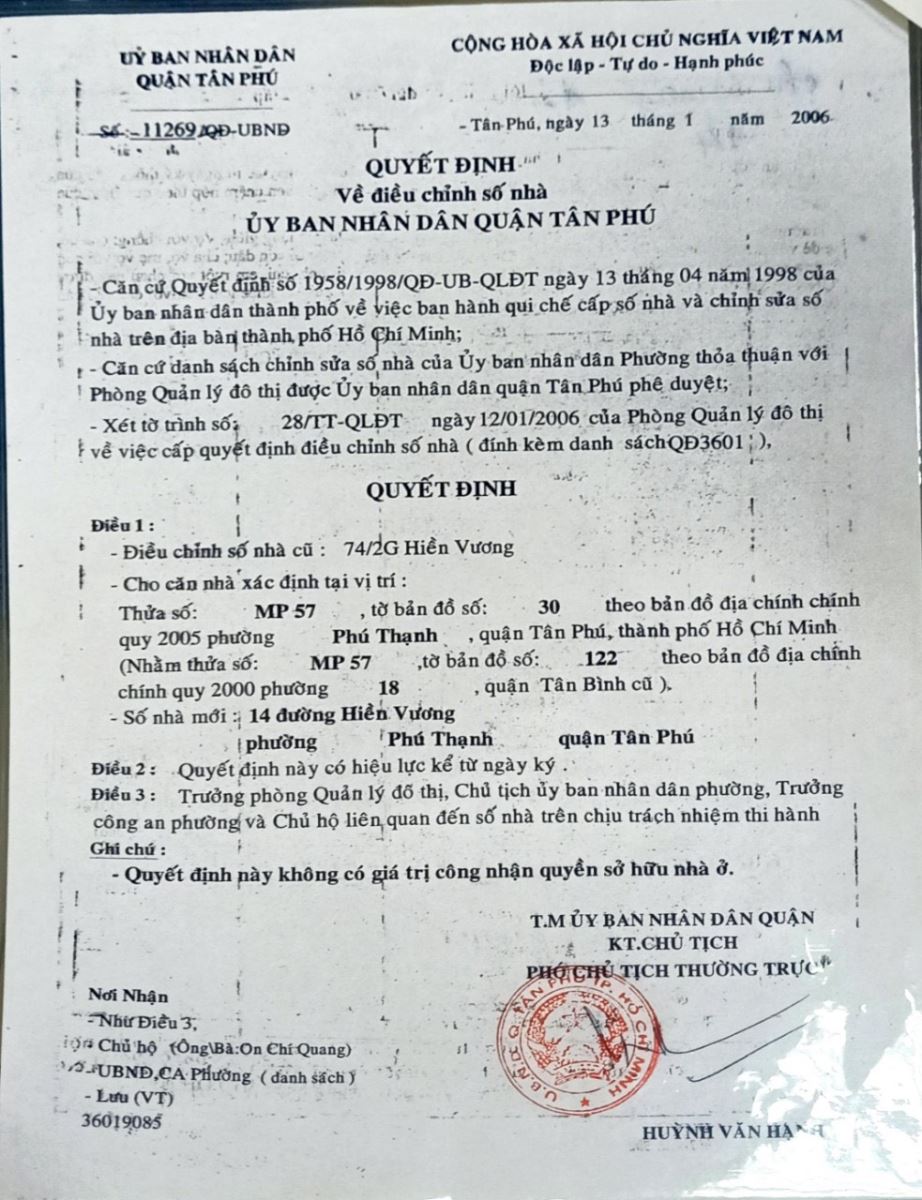 UỶ BAN NHÂN DÂN
QUẬN TÂN PHÚ
Số: 11269/QĐ-UBND
CỘNG HÒA XÃ HỘI CHỦ NGHĨA VIỆT NAM
Độc lập - Tự do - Hạnh phúc
Tân Phú, ngày 13 tháng 1 năm 2006
QUYẾT ĐỊNH
Về điều chỉnh số nhà
ỦY BAN NHÂN DÂN QUẬN TÂN PHÚ
- Căn cứ Quyết định số 1958/1998/QĐ-UB-QLĐT ngày 13 tháng 04 năm 1998 của
Ủy ban nhân dân thành phố về việc ban hành qui chế cấp số nhà và chỉnh sửa số
nhà trên địa bàn thành phố Hồ Chí Minh;
- Căn cứ danh sách chỉnh sửa số nhà của Ủy ban nhân dân Phường thỏa thuận với
Phòng Quản lý đô thị được Ủy ban nhân dân quận Tân Phú phê duyệt;
- Xét tờ trình số: 28/TT-QLĐT ngày 12/01/2006 của Phòng Quản lý đô thị
về việc cấp quyết định điều chỉnh số nhà ( đính kèm danh sáchQĐ3601 ),
QUYẾT ĐỊNH
Điều 1 :
- Điều chỉnh số nhà cũ : 74/2G Hiền Vương
- Cho căn nhà xác định tại vị trí :
Thửa số: MP 57 , tờ bản đồ số: 30 theo bản đồ địa chính chính
quy 2005 phường Phú Thạnh , quận Tân Phú, thành phố Hồ Chí Minh
(Nhằm thửa số: MP 57 ,tờ bản đồ số: 122 theo bản đồ địa chính
chính quy 2000 phường 18 , quận Tân Bình cũ ).
- Số nhà mới : 14 đường Hiền Vương
phường Phú Thạnh quận Tân Phú
Điều 2 : Quyết định này có hiệu lực kể từ ngày ký .
Điều 3 : Trưởng phòng Quản lý đô thị, Chủ tịch ủy ban nhân dân phường, Trưởng
công an phường và Chủ hộ liên quan đến số nhà trên chịu trách nhiệm thi hành
Ghi chú :
- Quyết định này không có giá trị công nhận quyền sở hữu nhà ở.
T.M ỦY BAN NHÂN DÂN QUẬN
KT.CHỦ TỊCH
PHÓ CHỦ TỊCH THƯỜNG TRỰC
U.B.N.D Q. TÂN PHÚ TP. HỒ CHÍ MINH
HUỲNH VĂN HẠNH
Nơi Nhận
- Như Điều 3,
- Chủ hộ (Ông\Bà:On Chí Quang)
- UBND,CA Phường ( danh sách )
- Lưu (VT)
36019085